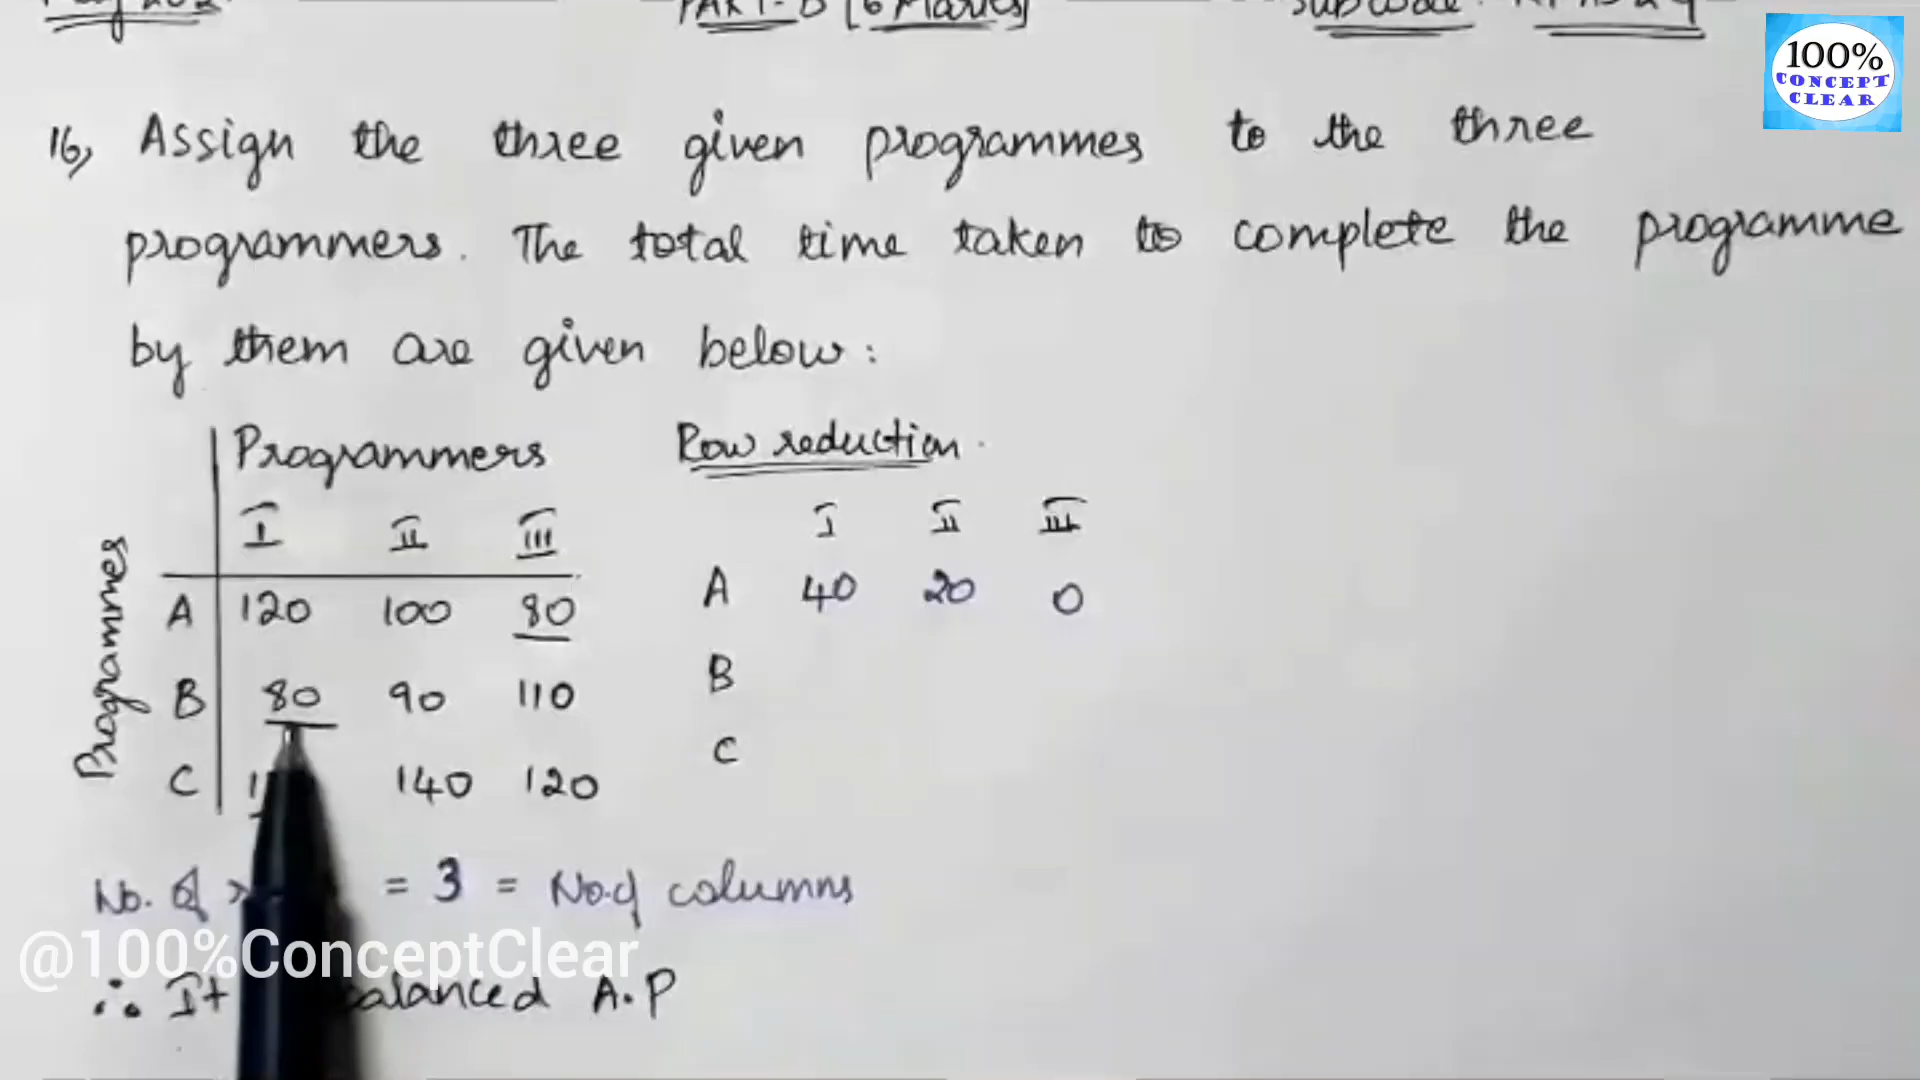 100%
CONCEPT
CLEAR
16, Assign the three given programmes to the three
programmers. The total time taken to complete the programme
by them are given below:
Programmers
I II III
Programmes
A 120 100 80
B 80 90 110
C 140 120
Row reduction.
I II III
A 40 20 0
B
C
No. of = 3 = No.of columns
@100%ConceptClear
∴ It balanced A.P